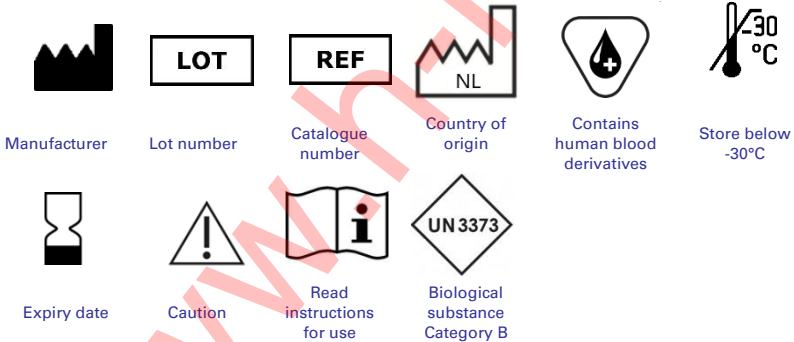 LOT
REF
NL
-30
°C
Manufacturer
Lot number
Catalogue
number
Country of
origin
Contains
human blood
derivatives
Store below
-30°C
UN 3373
i
Expiry date
Caution
Read
instructions
for use
Biological
substance
Category B